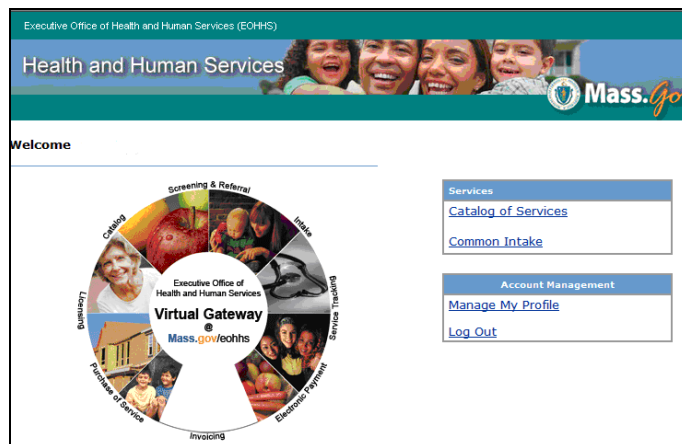 Executive Office of Health and Human Services (EOHHS)
Health and Human Services
Mass.Go
Welcome
Screening & Referral
Catalog
Intake
Licensing
Service Tracking
Executive Office of
Health and Human Services
Virtual Gateway
@
Mass.gov/eohhs
Purchase of Service
Electronic Payment
Invoicing
Services
Catalog of Services
Common Intake
Account Management
Manage My Profile
Log Out